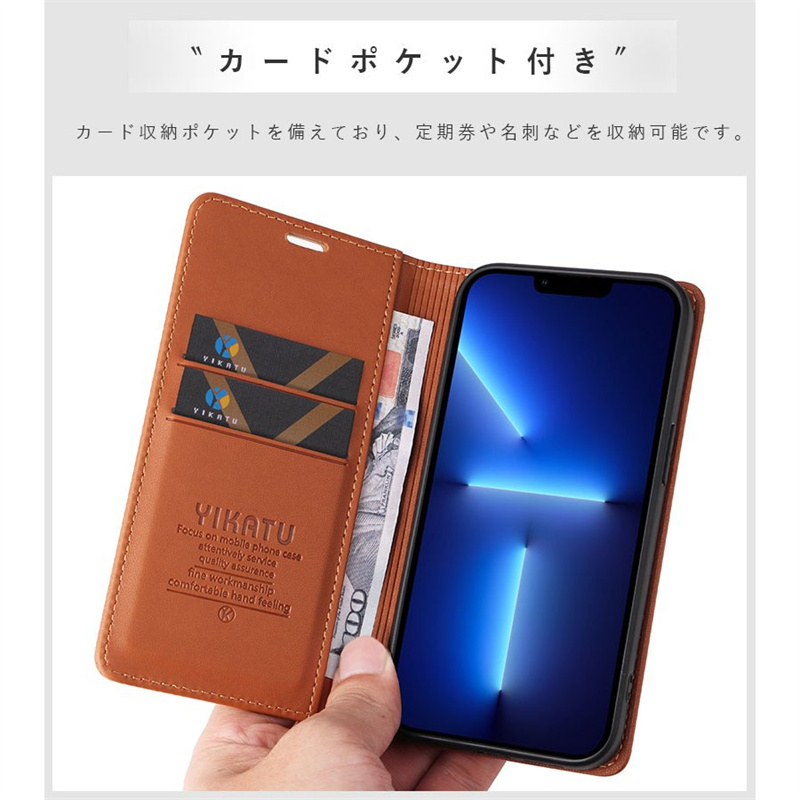 〝カードポケット付き〞
カード収納ポケットを備えており、定期券や名刺などを収納可能です。
YIKATU
YIKATU
YIKATU
Focus on mobile phone case
attentively service
quality assurance
fine workmanship
comfortable hand feeling
100
FRANKLIN